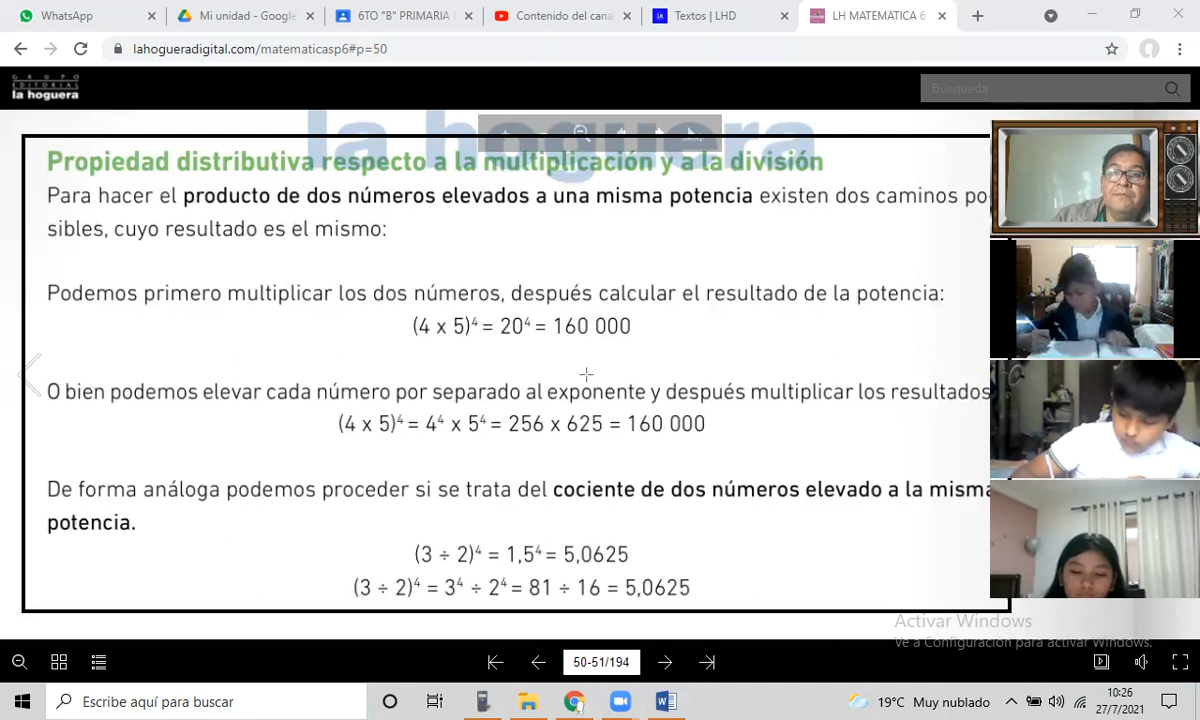 WhatsApp
Mi unidad - Google
6TO "B" PRIMARIA
Contenido del cana
Textos | LHD
LH MATEMATICA 6
lahogueradigital.com/matematicasp6#p=50
GRUPO
EDITORIAL
la hoguera
Búsqueda
la hoguera
Propiedad distributiva respecto a la multiplicación y a la división
Para hacer el producto de dos números elevados a una misma potencia existen dos caminos po-
sibles, cuyo resultado es el mismo:
Podemos primero multiplicar los dos números, después calcular el resultado de la potencia:
(4 x 5)⁴ = 20⁴ = 160 000
O bien podemos elevar cada número por separado al exponente y después multiplicar los resultados
(4 x 5)⁴ = 4⁴ x 5⁴ = 256 x 625 = 160 000
De forma análoga podemos proceder si se trata del cociente de dos números elevado a la misma
potencia.
(3 ÷ 2)⁴ = 1,5⁴ = 5,0625
(3 ÷ 2)⁴ = 3⁴ ÷ 2⁴ = 81 ÷ 16 = 5,0625
Activar Windows
Ve a Configuración para activar Windows.
50-51/194
Escribe aquí para buscar
19°C Muy nublado
10:26
27/7/2021